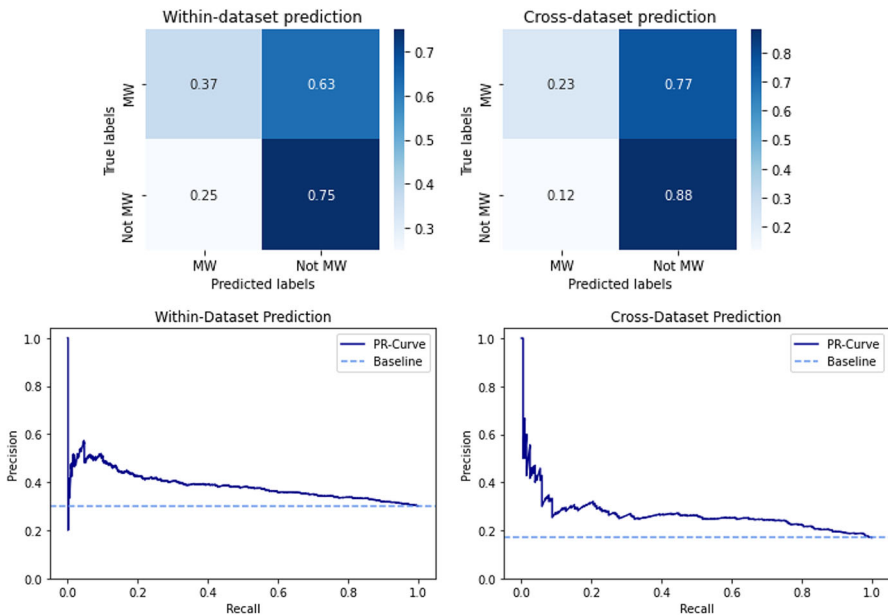 Within-dataset prediction
MW
Not MW
True labels
0.37
0.63
0.25
0.75
MW
Not MW
Predicted labels
0.7
0.6
0.5
0.4
0.3
Cross-dataset prediction
MW
Not MW
True labels
0.23
0.77
0.12
0.88
MW
Not MW
Predicted labels
0.8
0.7
0.6
0.5
0.4
0.3
0.2
Within-Dataset Prediction
PR-Curve
Baseline
1.0
0.8
0.6
0.4
0.2
0.0
Precision
0.0
0.2
0.4
0.6
0.8
1.0
Recall
Cross-Dataset Prediction
PR-Curve
Baseline
1.0
0.8
0.6
0.4
0.2
0.0
Precision
0.0
0.2
0.4
0.6
0.8
1.0
Recall